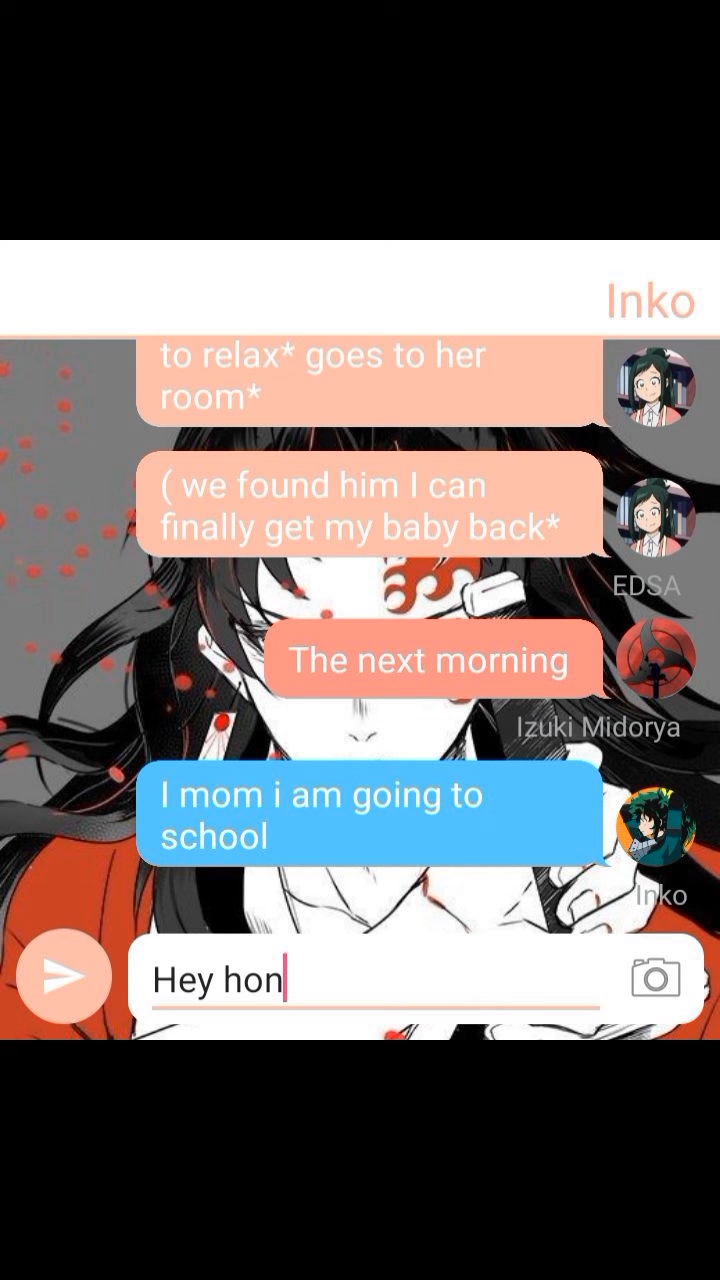 Inko
to relax* goes to her
room*
( we found him I can
finally get my baby back*
EDSA
The next morning
Izuki Midorya
I mom i am going to
school
Inko
Hey hon